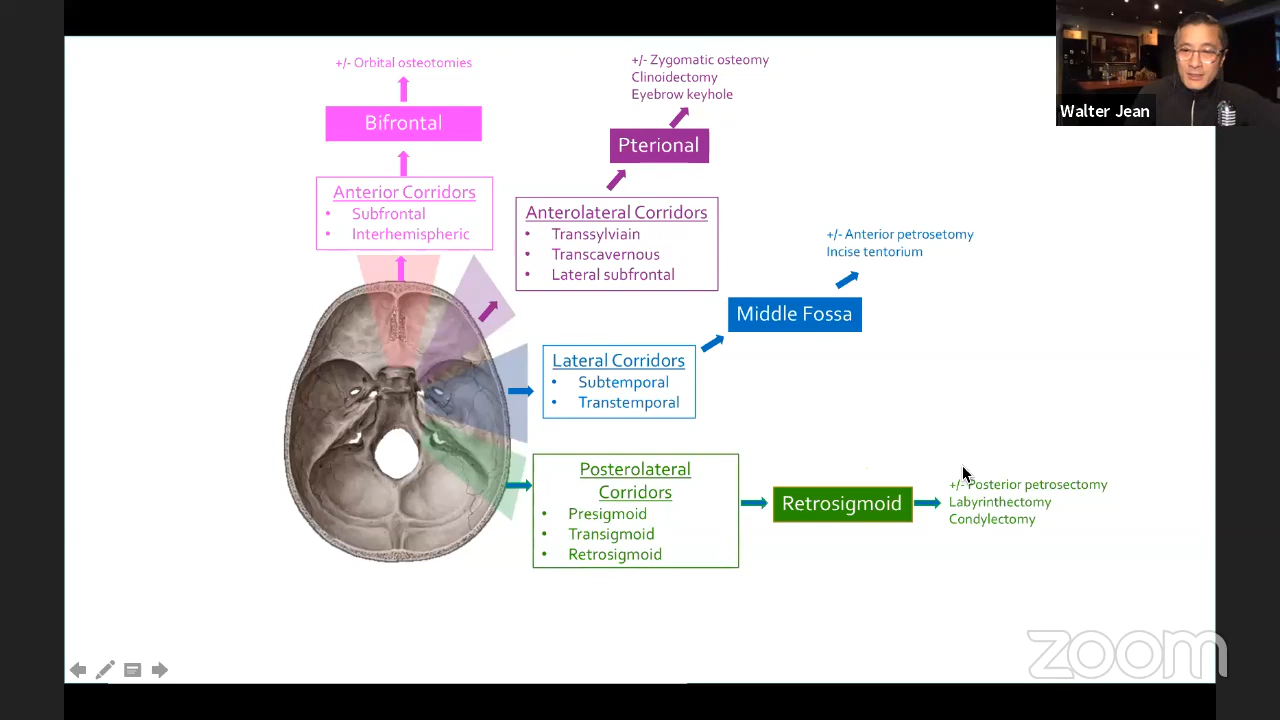 +/- Orbital osteotomies
Bifrontal
Anterior Corridors
• Subfrontal
• Interhemispheric
+/- Zygomatic osteomy
Clinoidectomy
Eyebrow keyhole
Pterional
Anterolateral Corridors
• Transsylviain
• Transcavernous
• Lateral subfrontal
+/- Anterior petrosetomy
Incise tentorium
Middle Fossa
Lateral Corridors
• Subtemporal
• Transtemporal
Posterolateral
Corridors
• Presigmoid
• Transigmoid
• Retrosigmoid
Retrosigmoid
+/- Posterior petrosectomy
Labyrinthectomy
Condylectomy
Walter Jean
zoom